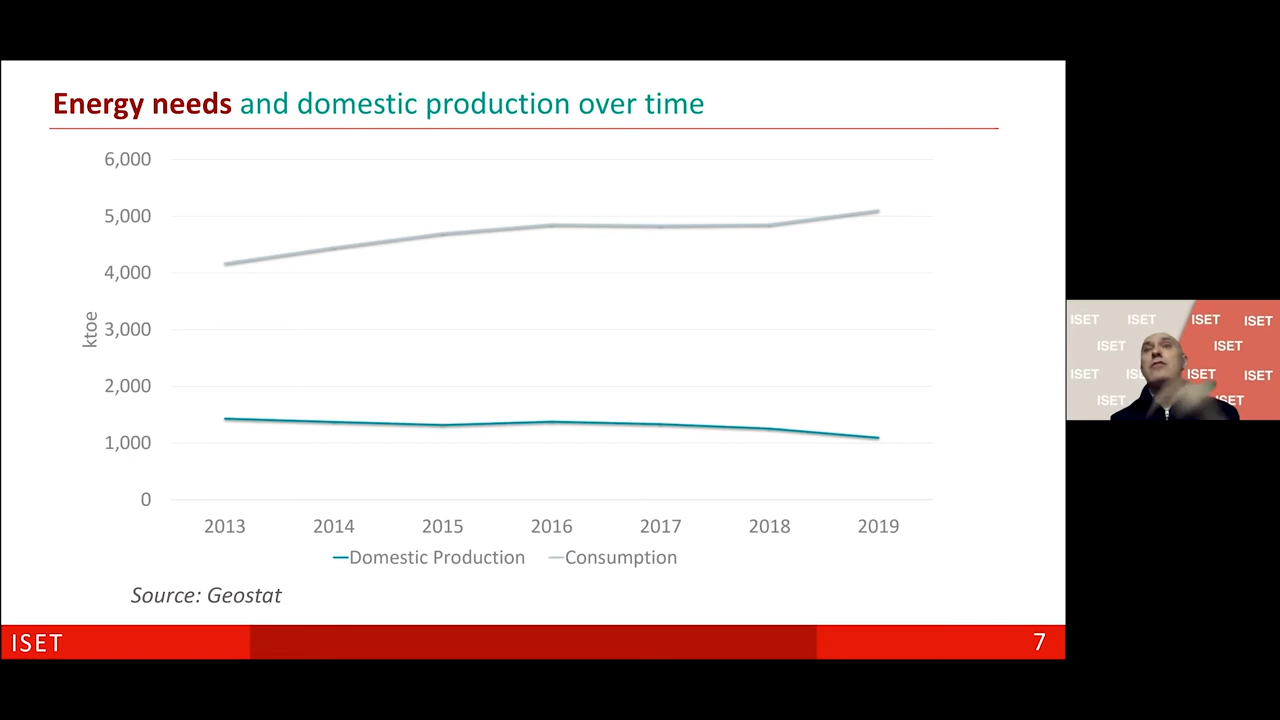 Energy needs and domestic production over time
6,000
5,000
4,000
3,000
2,000
1,000
0
ktoe
2013 2014 2015 2016 2017 2018 2019
Domestic Production Consumption
Source: Geostat
ISET
7
ISET ISET ISET ISET
ISET ISET
ISET IS ISET ISET
ISET SET